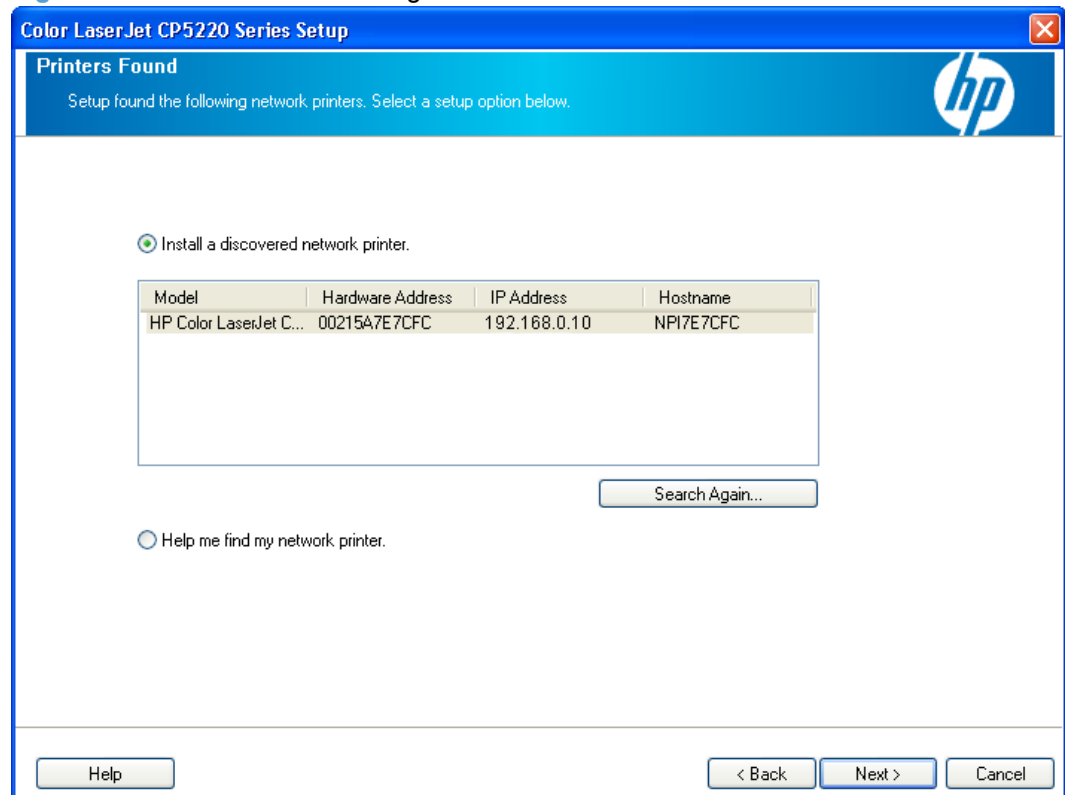 Color LaserJet CP5220 Series Setup
Printers Found
Setup found the following network printers. Select a setup option below.
hp
Install a discovered network printer.
Model Hardware Address IP Address Hostname
HP Color LaserJet C... 00215A7E7CFC 192.168.0.10 NPI7E7CFC
Search Again...
Help me find my network printer.
Help < Back Next > Cancel